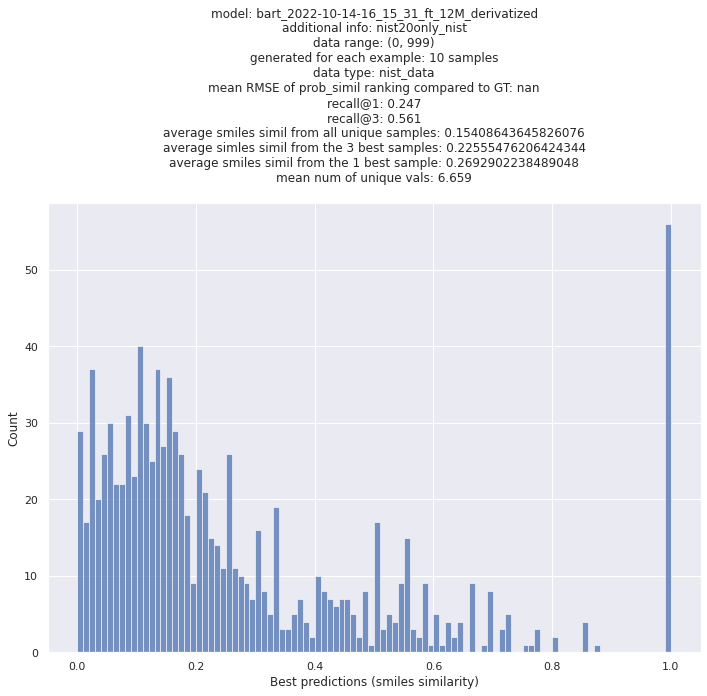 model: bart_2022-10-14-16_15_31_ft_12M_derivatized
additional info: nist20only_nist
data range: (0, 999)
generated for each example: 10 samples
data type: nist_data
mean RMSE of prob_simil ranking compared to GT: nan
recall@1: 0.247
recall@3: 0.561
average smiles simil from all unique samples: 0.15408643645826076
average simles simil from the 3 best samples: 0.22555476206424344
average smiles simil from the 1 best sample: 0.2692902238489048
mean num of unique vals: 6.659
50
40
30
20
10
0
Count
0.0 0.2 0.4 0.6 0.8 1.0
Best predictions (smiles similarity)